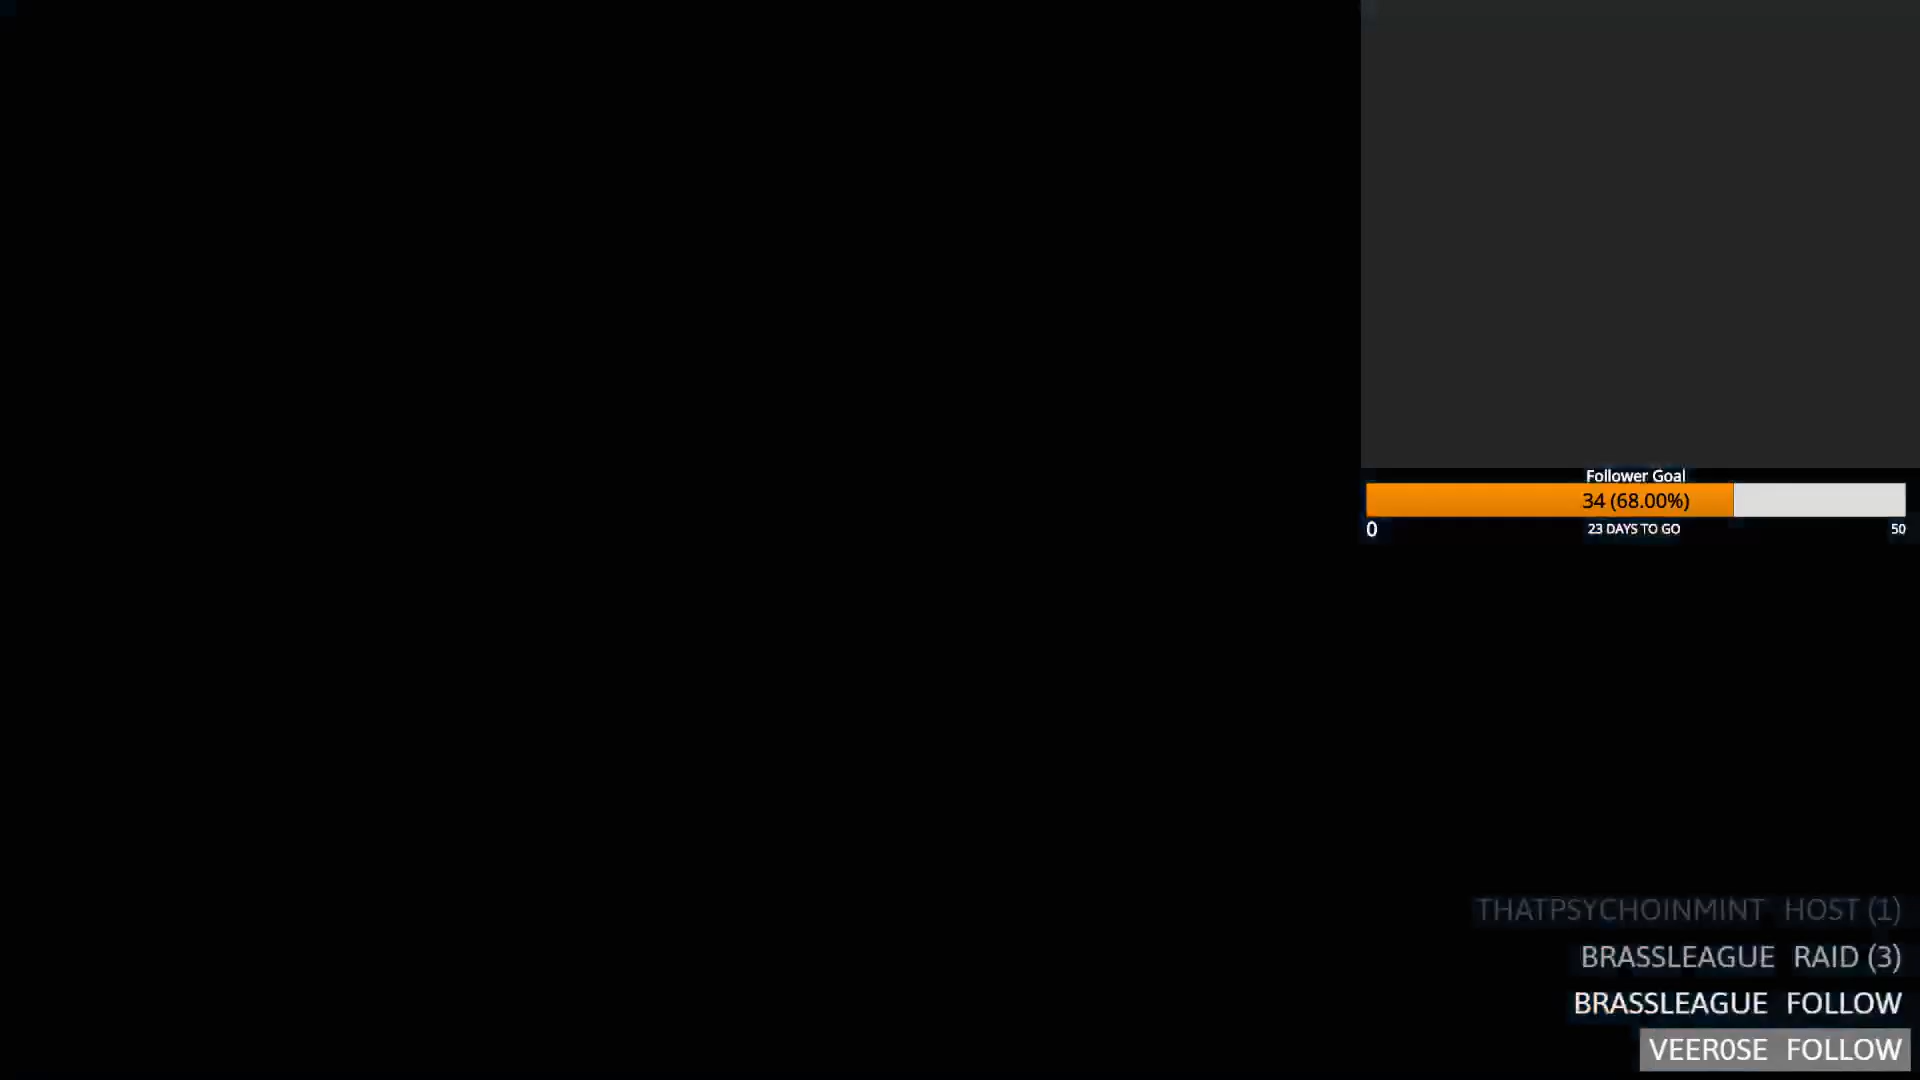 Follower Goal
34 (68.00%)
0 23 DAYS TO GO 50
THATPSYCHOINMINT HOST (1)
BRASSLEAGUE RAID (3)
BRASSLEAGUE FOLLOW
VEER0SE FOLLOW